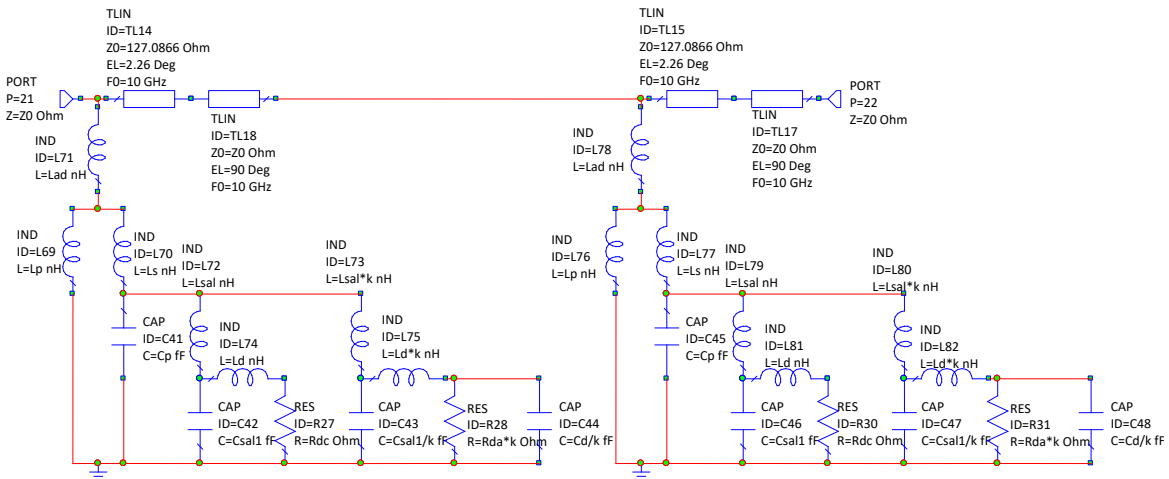 TLIN
ID=TL14
Z0=127.0866 Ohm
EL=2.26 Deg
F0=10 GHz
TLIN
ID=TL15
Z0=127.0866 Ohm
EL=2.26 Deg
F0=10 GHz
PORT
P=21
Z=Z0 Ohm
PORT
P=22
Z=Z0 Ohm
TLIN
ID=TL18
Z0=Z0 Ohm
EL=90 Deg
F0=10 GHz
TLIN
ID=TL17
Z0=Z0 Ohm
EL=90 Deg
F0=10 GHz
IND
ID=L71
L=Lad nH
IND
ID=L78
L=Lad nH
IND
ID=L69
L=Lp nH
IND
ID=L70
L=Ls nH
IND
ID=L72
L=Lsal nH
IND
ID=L73
L=Lsal*k nH
IND
ID=L76
L=Lp nH
IND
ID=L77
L=Ls nH
IND
ID=L79
L=Lsal nH
IND
ID=L80
L=Lsal*k nH
CAP
ID=C41
C=Cp fF
IND
ID=L74
L=Ld nH
IND
ID=L75
L=Ld*k nH
CAP
ID=C45
C=Cp fF
IND
ID=L81
L=Ld nH
IND
ID=L82
L=Ld*k nH
CAP
ID=C42
C=Csal1 fF
RES
ID=R27
R=Rdc Ohm
CAP
ID=C43
C=Csal1/k fF
RES
ID=R28
R=Rda*k Ohm
CAP
ID=C44
C=Cd/k fF
CAP
ID=C46
C=Csal1 fF
RES
ID=R30
R=Rdc Ohm
CAP
ID=C47
C=Csal1/k fF
RES
ID=R31
R=Rda*k Ohm
CAP
ID=C48
C=Cd/k fF